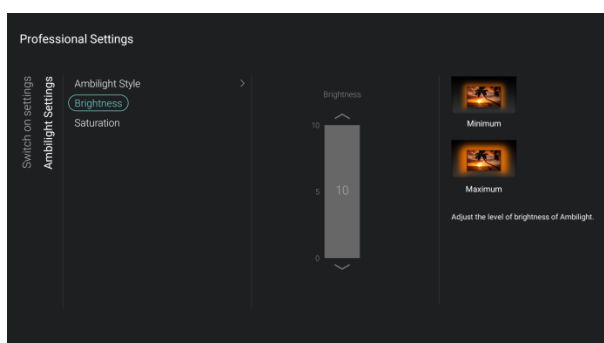 Professional Settings
Switch on settings
Ambilight Settings
Ambilight Style
Brightness
Saturation
Brightness
10
5
10
0
Minimum
Maximum
Adjust the level of brightness of Ambilight.